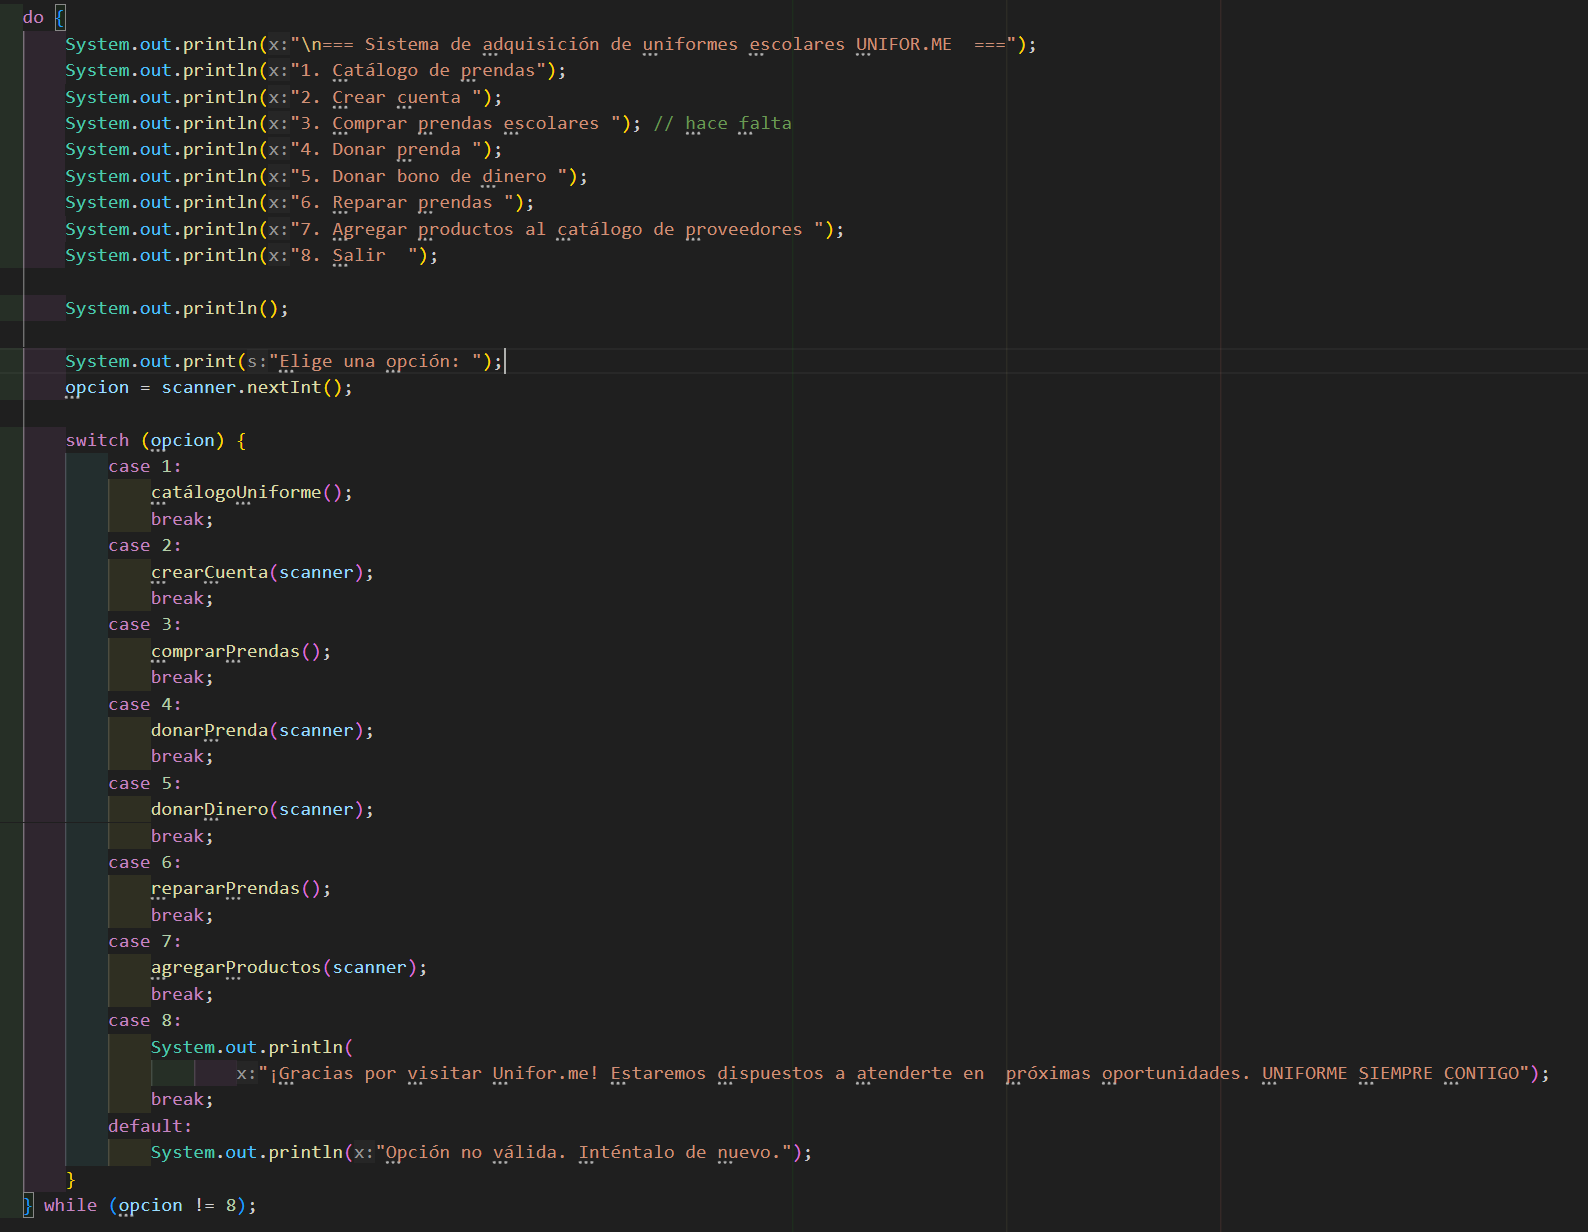 do {
System.out.println(x:"\n=== Sistema de adquisición de uniformes escolares UNIFOR.ME  ===");
System.out.println(x:"1. Catálogo de prendas");
System.out.println(x:"2. Crear cuenta ");
System.out.println(x:"3. Comprar prendas escolares "); // hace falta
System.out.println(x:"4. Donar prenda ");
System.out.println(x:"5. Donar bono de dinero ");
System.out.println(x:"6. Reparar prendas ");
System.out.println(x:"7. Agregar productos al catálogo de proveedores ");
System.out.println(x:"8. Salir  ");
System.out.println();
System.out.print(s:"Elige una opción: ");
opcion = scanner.nextInt();
switch (opcion) {
case 1:
catálogoUniforme();
break;
case 2:
crearCuenta(scanner);
break;
case 3:
comprarPrendas();
break;
case 4:
donarPrenda(scanner);
break;
case 5:
donarDinero(scanner);
break;
case 6:
repararPrendas();
break;
case 7:
agregarProductos(scanner);
break;
case 8:
System.out.println(
x:"¡Gracias por visitar Unifor.me! Estaremos dispuestos a atenderte en  próximas oportunidades. UNIFORME SIEMPRE CONTIGO");
break;
default:
System.out.println(x:"Opción no válida. Inténtalo de nuevo.");
}
} while (opcion != 8);